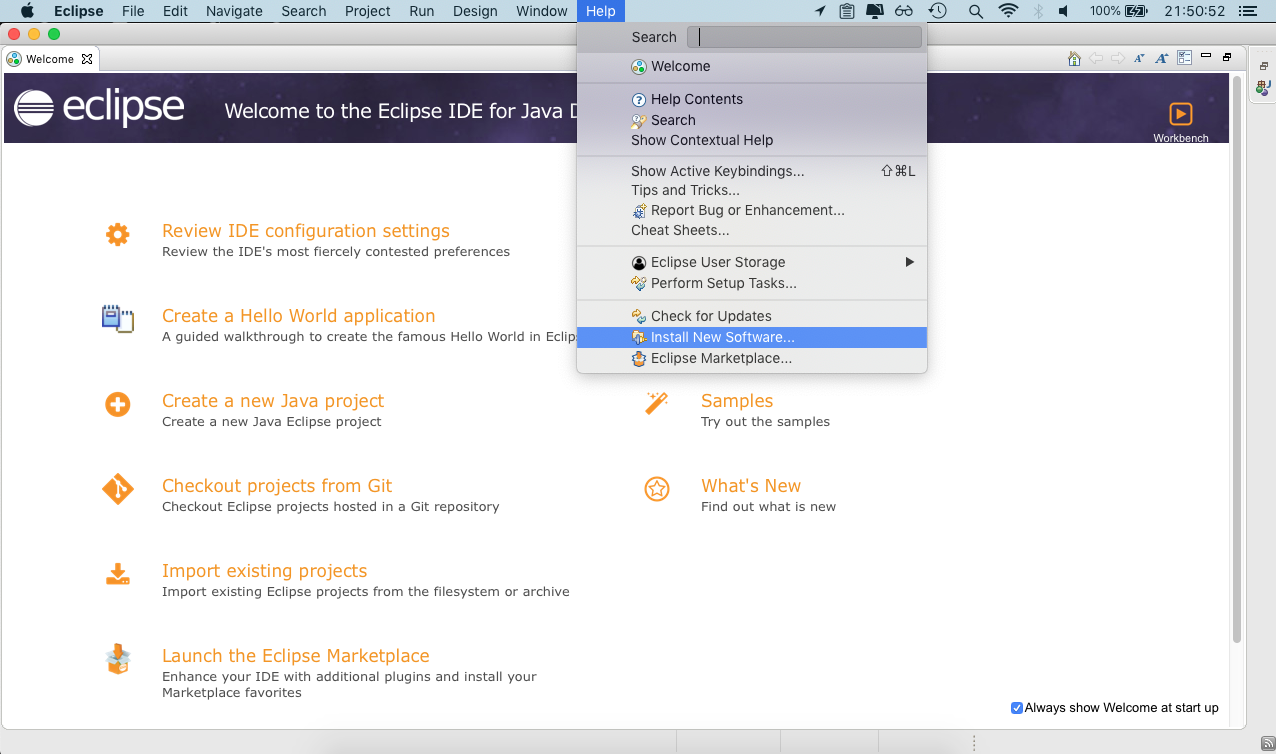 Eclipse File Edit Navigate Search Project Run Design Window Help 100% 21:50:52
Search
Welcome
Welcome
eclipse Welcome to the Eclipse IDE for Java D
Workbench
Help Contents
Search
Show Contextual Help
Show Active Keybindings... ⇧⌘L
Tips and Tricks...
Report Bug or Enhancement...
Cheat Sheets...
Eclipse User Storage
Perform Setup Tasks...
Check for Updates
Install New Software...
Eclipse Marketplace...
Review IDE configuration settings
Review the IDE's most fiercely contested preferences
Create a Hello World application
A guided walkthrough to create the famous Hello World in Eclips
Create a new Java project
Create a new Java Eclipse project
Samples
Try out the samples
Checkout projects from Git
Checkout Eclipse projects hosted in a Git repository
What's New
Find out what is new
Import existing projects
Import existing Eclipse projects from the filesystem or archive
Launch the Eclipse Marketplace
Enhance your IDE with additional plugins and install your
Marketplace favorites
Always show Welcome at start up